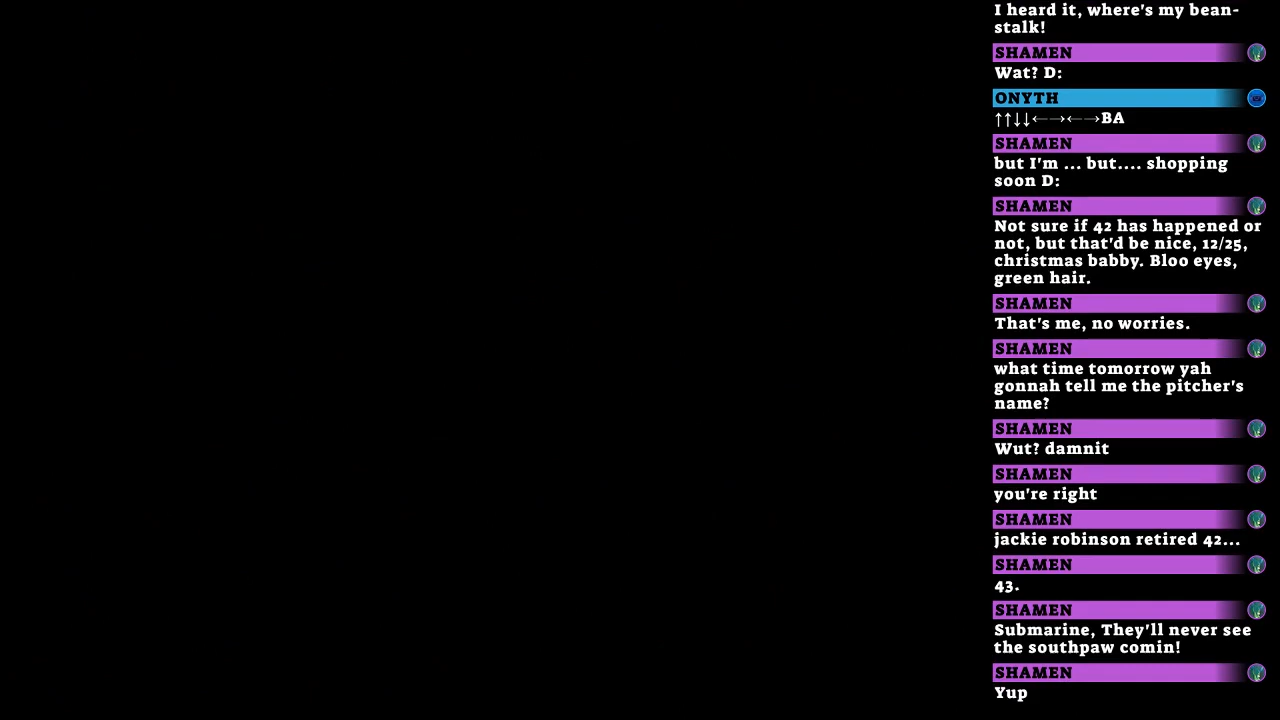 I heard it, where's my bean-
stalk!
SHAMEN
Wat? D:
ONYTH
↑↑↓↓←→←→BA
SHAMEN
but I'm ... but.... shopping
soon D:
SHAMEN
Not sure if 42 has happened or
not, but that'd be nice, 12/25,
christmas babby. Bloo eyes,
green hair.
SHAMEN
That's me, no worries.
SHAMEN
what time tomorrow yah
gonnah tell me the pitcher's
name?
SHAMEN
Wut? damnit
SHAMEN
you're right
SHAMEN
jackie robinson retired 42...
SHAMEN
43.
SHAMEN
Submarine, They'll never see
the southpaw comin!
SHAMEN
Yup